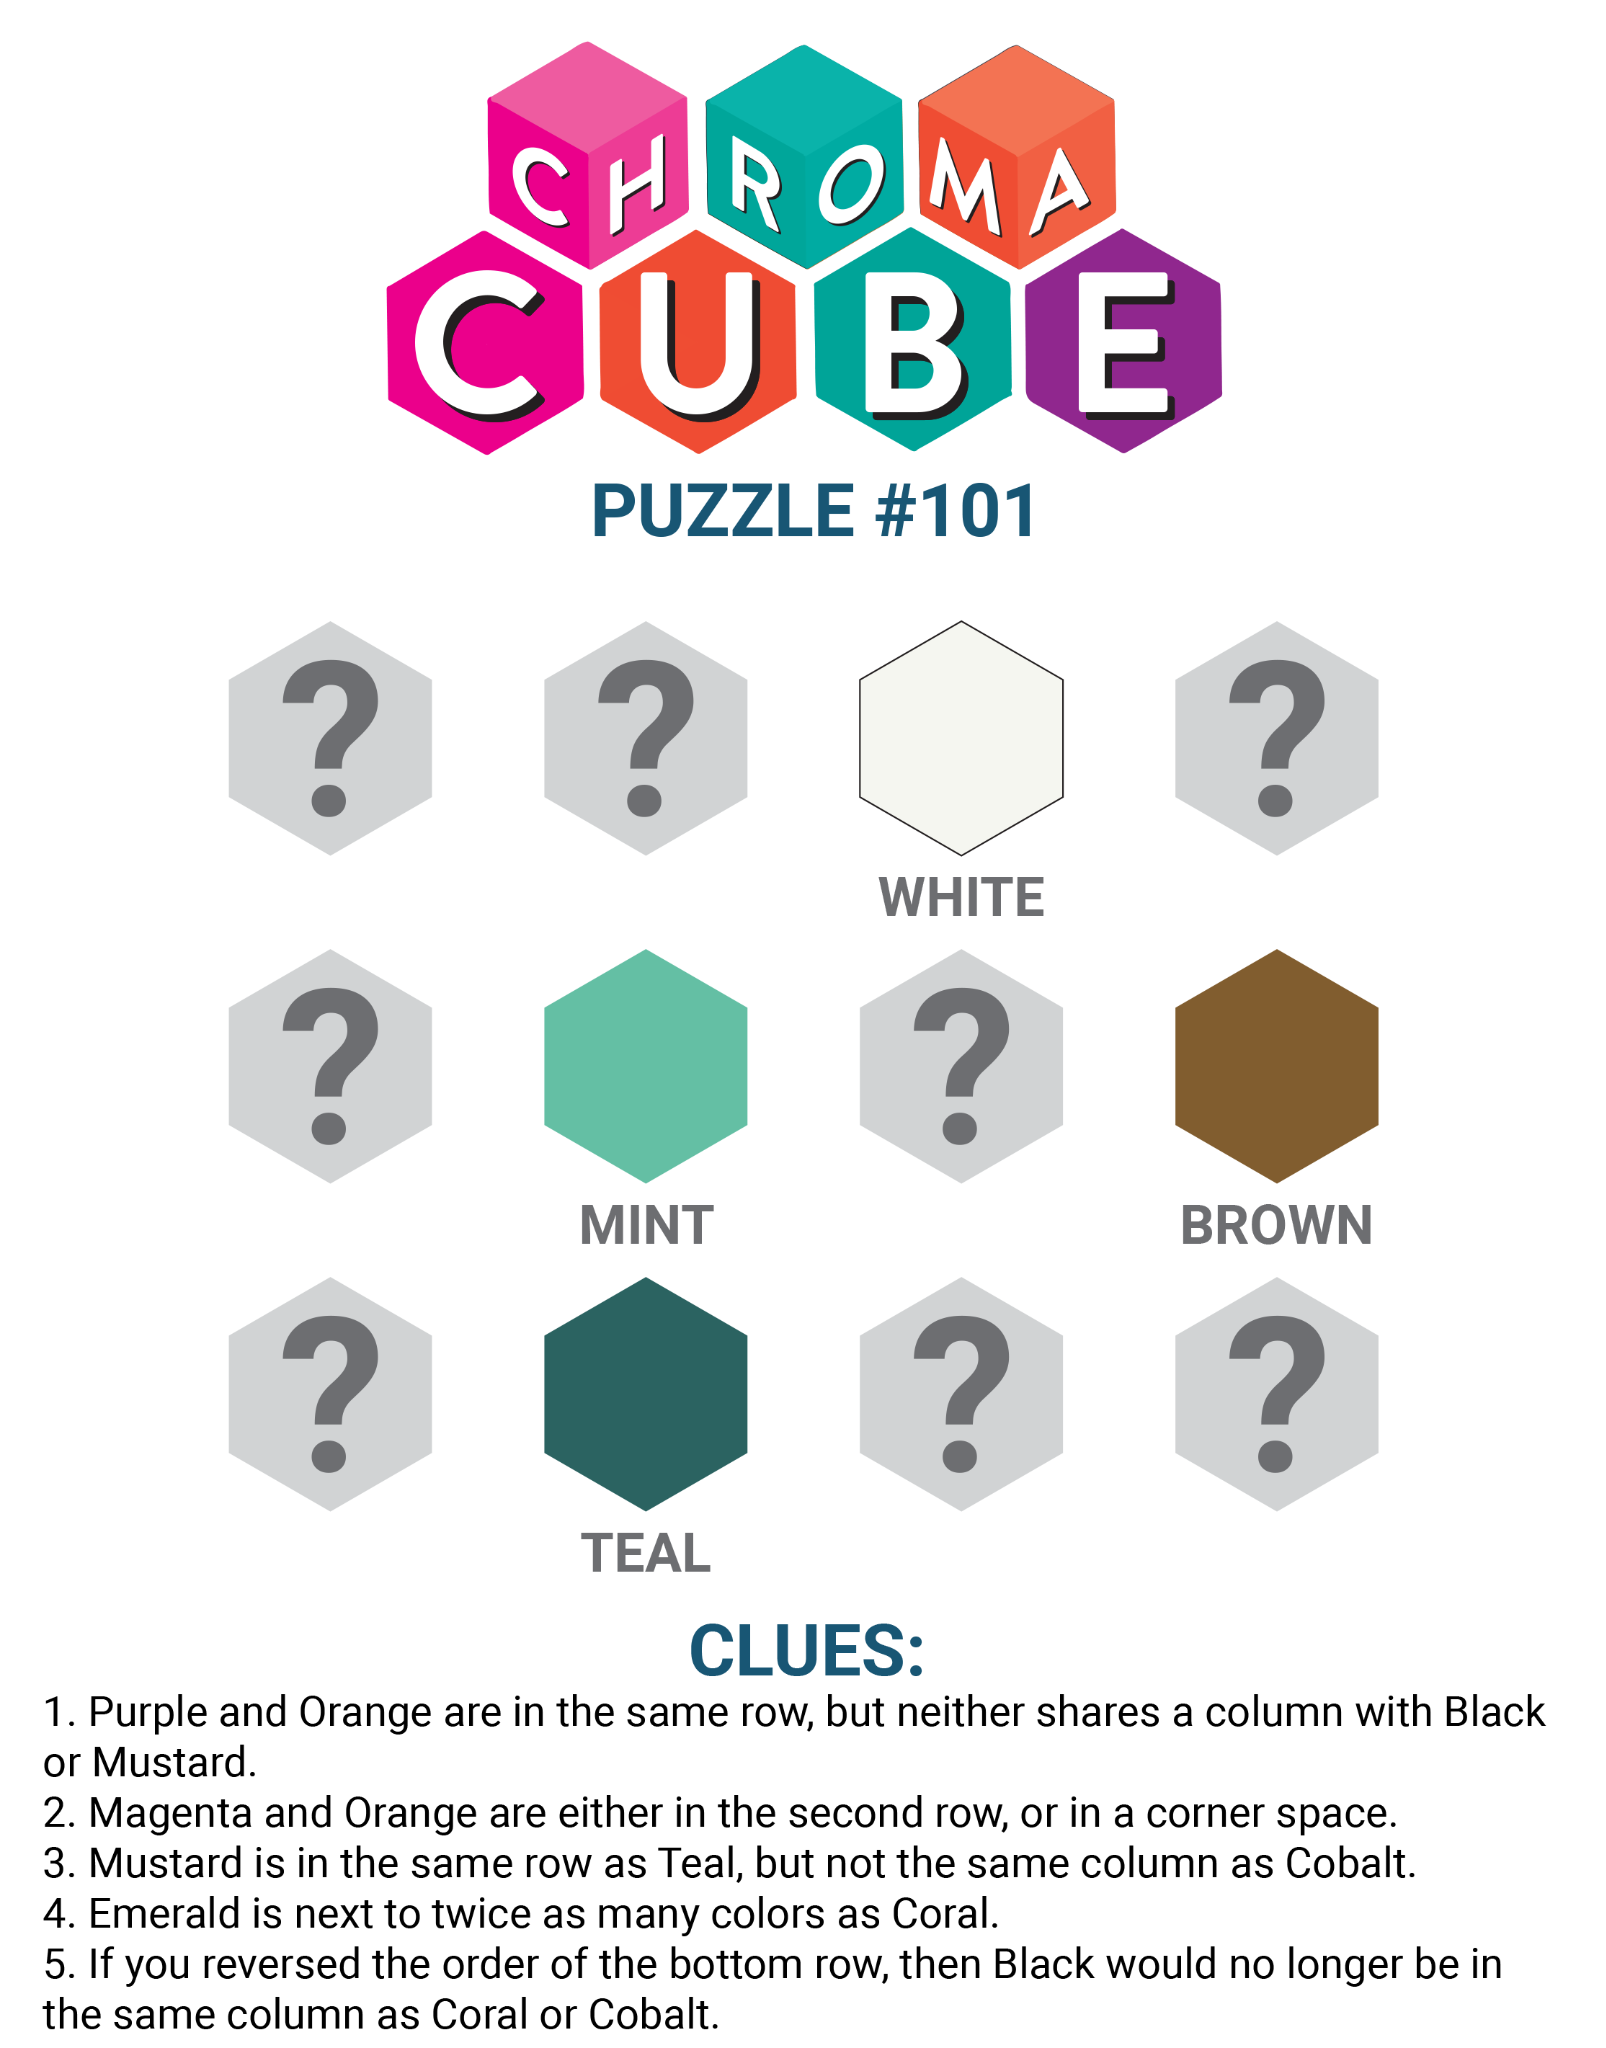 CHROMA
CUBE
PUZZLE #101
? ? ?
WHITE
? ?
MINT BROWN
? ? ?
TEAL
CLUES:
1. Purple and Orange are in the same row, but neither shares a column with Black
or Mustard.
2. Magenta and Orange are either in the second row, or in a corner space.
3. Mustard is in the same row as Teal, but not the same column as Cobalt.
4. Emerald is next to twice as many colors as Coral.
5. If you reversed the order of the bottom row, then Black would no longer be in
the same column as Coral or Cobalt.